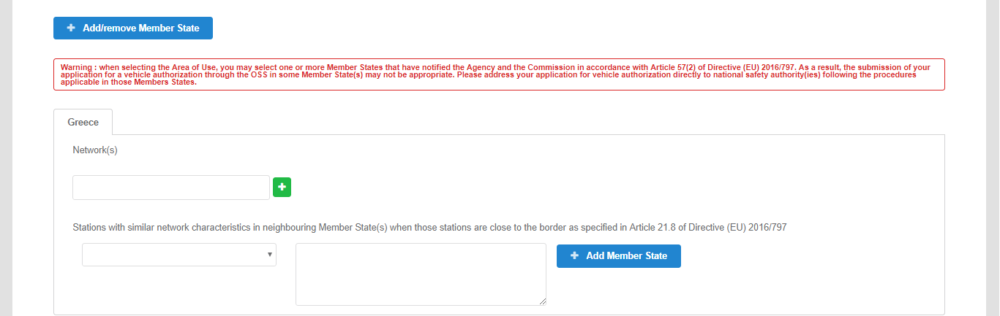 Add/remove Member State
Warning : when selecting the Area of Use, you may select one or more Member States that have notified the Agency and the Commission in accordance with Article 57(2) of Directive (EU) 2016/797. As a result, the submission of your
application for a vehicle authorization through the OSS in some Member State(s) may not be appropriate. Please address your application for vehicle authorization directly to national safety authority(ies) following the procedures
applicable in those Members States.
Greece
Network(s)
Stations with similar network characteristics in neighbouring Member State(s) when those stations are close to the border as specified in Article 21.8 of Directive (EU) 2016/797
Add Member State